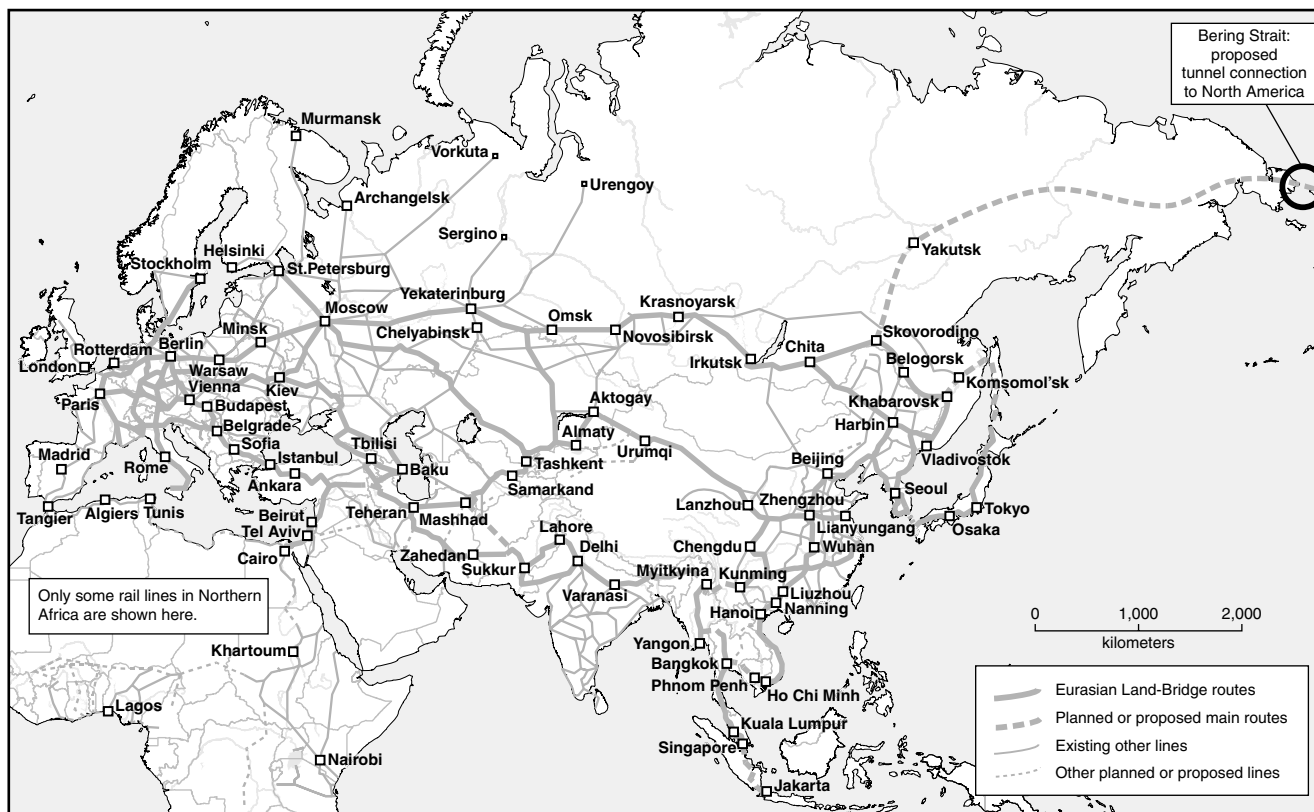 Bering Strait:
proposed
tunnel connection
to North America
Murmansk
Vorkuta
Urengoy
Archangelsk
Sergino
Yakutsk
Helsinki
Stockholm
St.Petersburg
Yekaterinburg
Krasnoyarsk
Moscow
Omsk
Skovorodino
Minsk
Chelyabinsk
Novosibirsk
Berlin
Rotterdam
Chita
Belogorsk
London
Irkutsk
Warsaw
Komsomol'sk
Vienna
Kiev
Paris
Aktogay
Khabarovsk
Budapest
Harbin
Belgrade
Almaty
Sofia
Tbilisi
Urumqi
Vladivostok
Madrid
Istanbul
Rome
Beijing
Baku
Tashkent
Ankara
Samarkand
Seoul
Lanzhou
Zhengzhou
Tokyo
Tangier
Algiers
Tunis
Beirut
Teheran
Mashhad
Lianyungang
Osaka
Tel Aviv
Lahore
Cairo
Zahedan
Delhi
Chengdu
Wuhan
Sukkur
Myitkyina
Kunming
Varanasi
Liuzhou
Only some rail lines in Northern
Africa are shown here.
Hanoi
Nanning
0 1,000 2,000
kilometers
Khartoum
Yangon
Bangkok
Phnom Penh
Ho Chi Minh
Lagos
Kuala Lumpur
Singapore
Nairobi
Jakarta
Eurasian Land-Bridge routes
Planned or proposed main routes
Existing other lines
Other planned or proposed lines